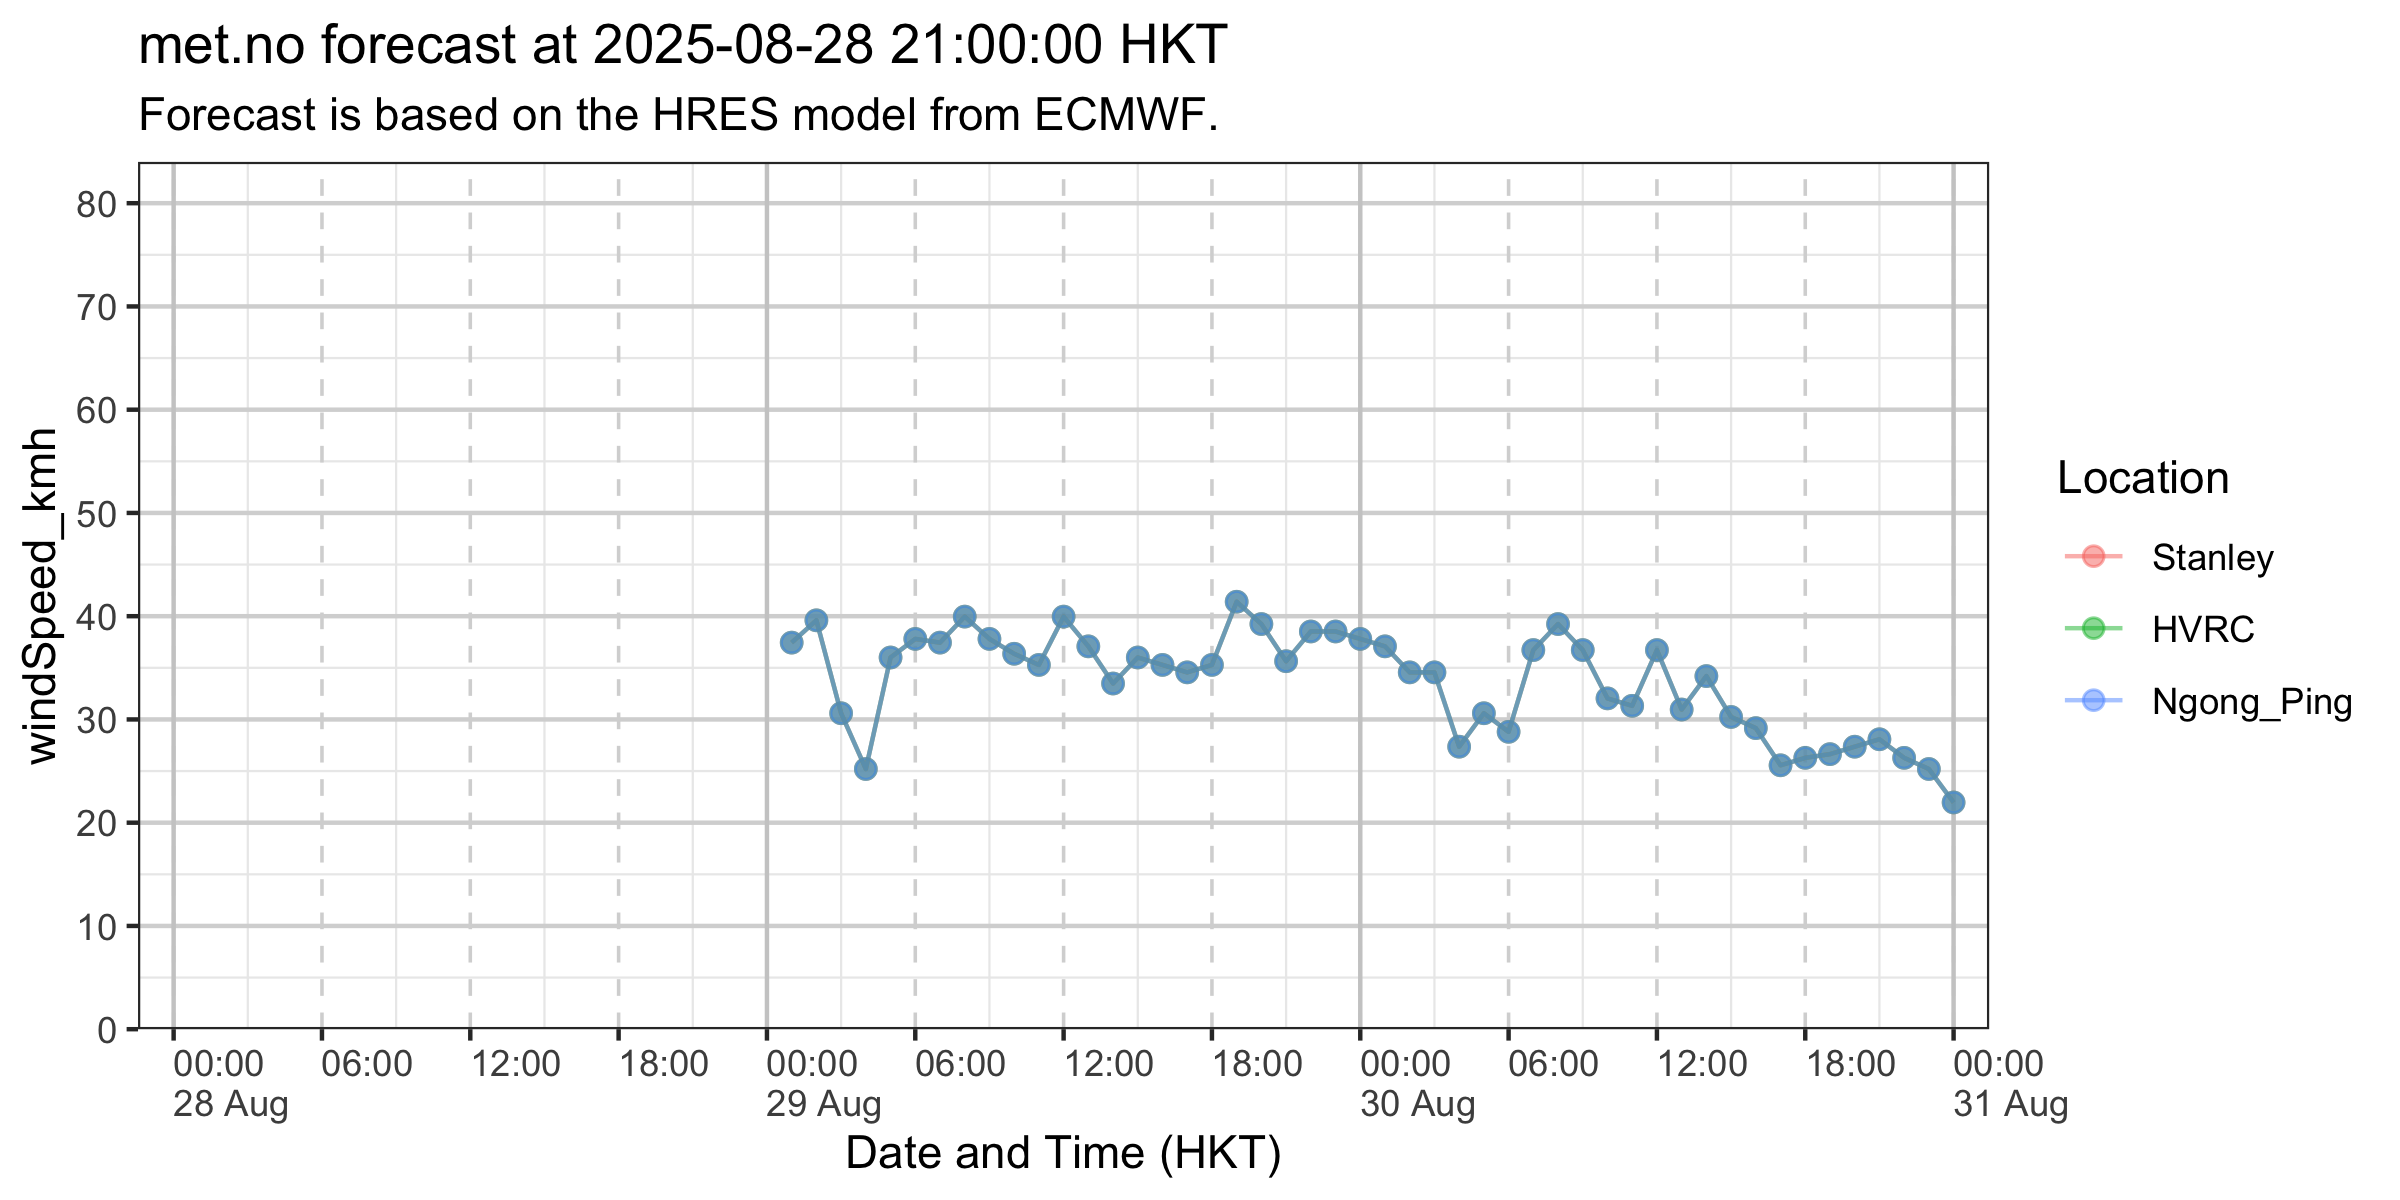 met.no forecast at 2025-08-28 21:00:00 HKT
Forecast is based on the HRES model from ECMWF.
windSpeed_kmh
80
70
60
50
40
30
20
10
0
00:00 06:00 12:00 18:00 00:00 06:00 12:00 18:00 00:00 06:00 12:00 18:00 00:00
28 Aug 29 Aug 30 Aug 31 Aug
Date and Time (HKT)
Location
Stanley
HVRC
Ngong_Ping